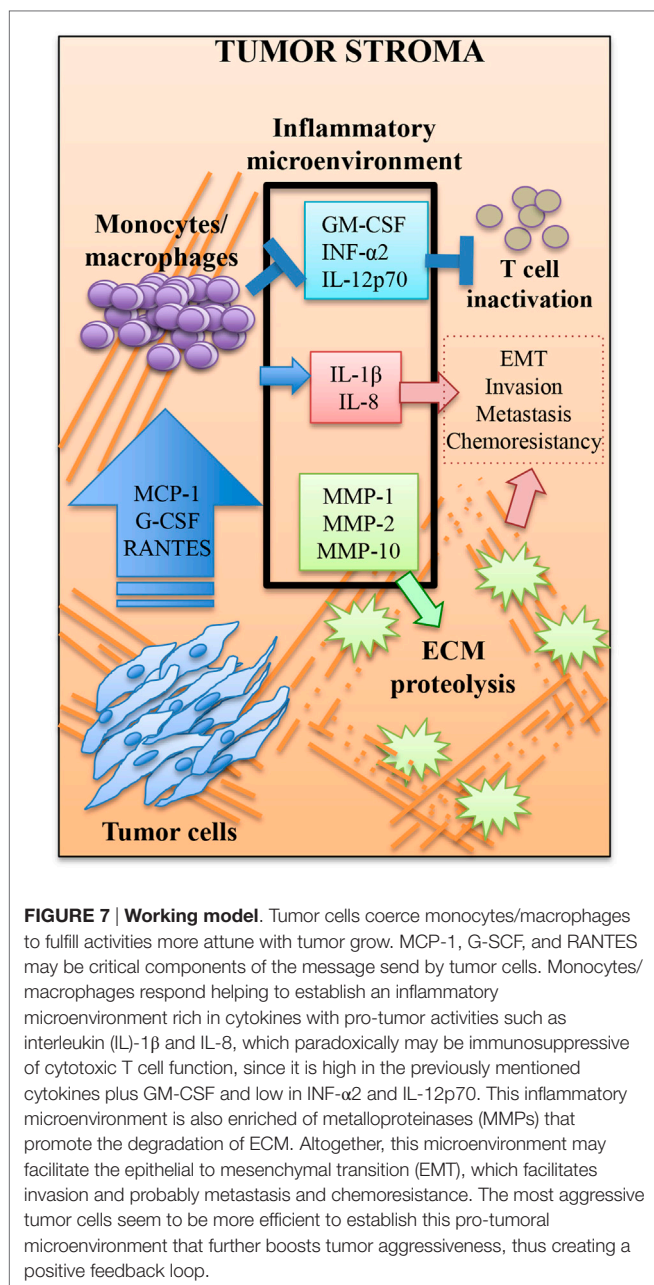 TUMOR STROMA
Inflammatory
microenvironment
Monocytes/
macrophages
GM-CSF
INF-α2
IL-12p70
T cell
inactivation
IL-1β
IL-8
EMT
Invasion
Metastasis
Chemoresistancy
MCP-1
G-CSF
RANTES
MMP-1
MMP-2
MMP-10
ECM
proteolysis
Tumor cells
FIGURE 7 | Working model. Tumor cells coerce monocytes/macrophages
to fulfill activities more attune with tumor grow. MCP-1, G-SCF, and RANTES
may be critical components of the message send by tumor cells. Monocytes/
macrophages respond helping to establish an inflammatory
microenvironment rich in cytokines with pro-tumor activities such as
interleukin (IL)-1β and IL-8, which paradoxically may be immunosuppressive
of cytotoxic T cell function, since it is high in the previously mentioned
cytokines plus GM-CSF and low in INF-α2 and IL-12p70. This inflammatory
microenvironment is also enriched of metalloproteinases (MMPs) that
promote the degradation of ECM. Altogether, this microenvironment may
facilitate the epithelial to mesenchymal transition (EMT), which facilitates
invasion and probably metastasis and chemoresistance. The most aggressive
tumor cells seem to be more efficient to establish this pro-tumoral
microenvironment that further boosts tumor aggressiveness, thus creating a
positive feedback loop.